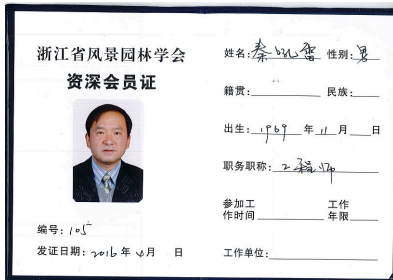 浙江省风景园林学会
资深会员证
编号：105
发证日期：2016 年 4 月 日
姓名：秦 雷 性别：男
籍贯： 民族：
出生：1969 年 11 月 日
职务职称：工程师
参加工作时间 工作年限
工作单位：